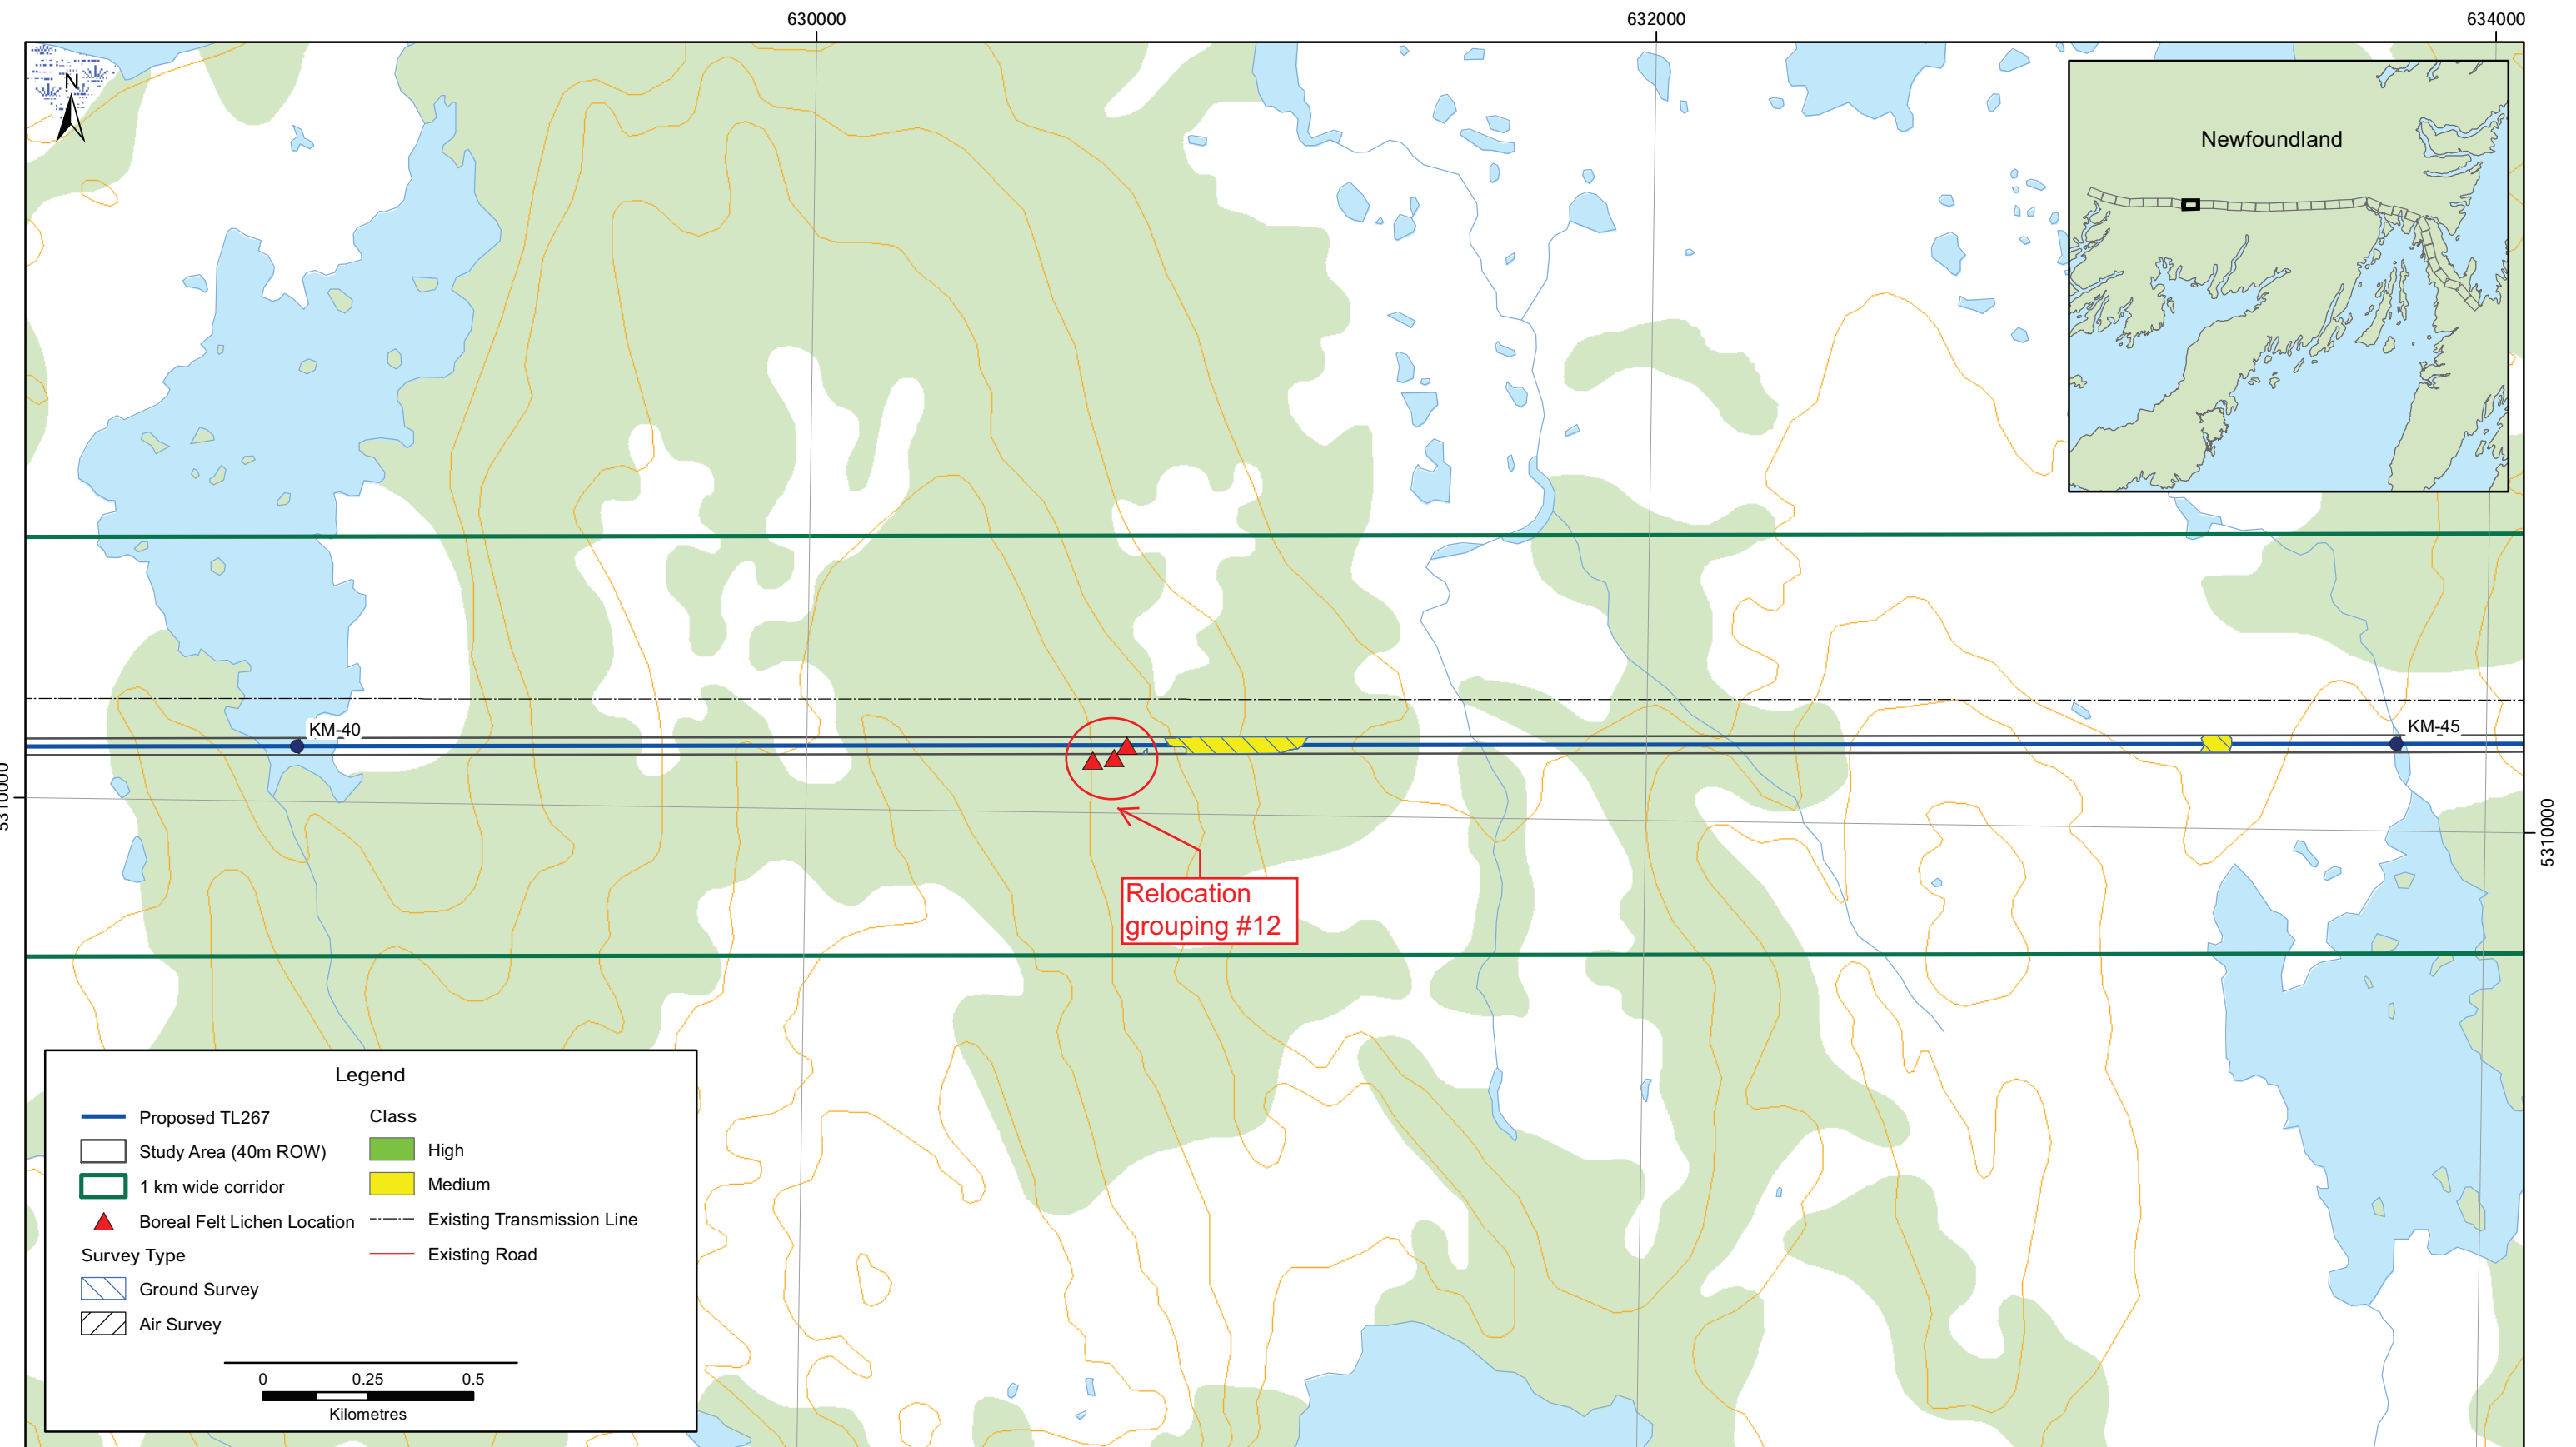 630000
632000
634000
N
Newfoundland
KM-40
KM-45
5310000
5310000
Relocation
grouping #12
Legend
Proposed TL267
Study Area (40m ROW)
1 km wide corridor
Boreal Felt Lichen Location
Survey Type
Ground Survey
Air Survey
Class
High
Medium
Existing Transmission Line
Existing Road
0 0.25 0.5
Kilometres